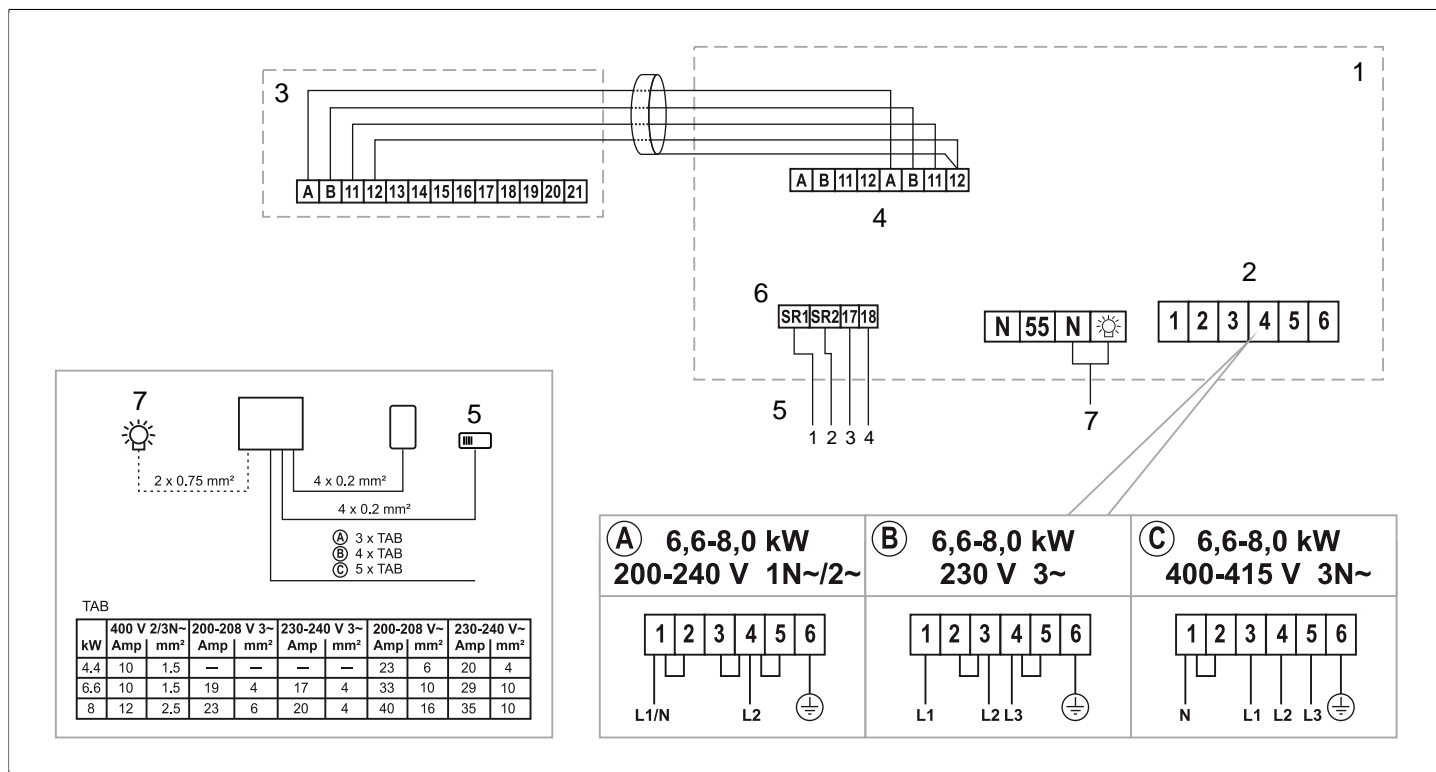 3
1
A B 11 12 13 14 15 16 17 18 19 20 21
A B 11 12 A B 11 12
4
2
6
SR1 SR2 17 18
N 55 N
1 2 3 4 5 6
5
1 2 3 4
7
7
5
2 x 0.75 mm²
4 x 0.2 mm²
4 x 0.2 mm²
A 3 x TAB
B 4 x TAB
C 5 x TAB
TAB
kW 400 V 2/3N~ 200-208 V 3~ 230-240 V 3~ 200-208 V~ 230-240 V~
Amp mm² Amp mm² Amp mm² Amp mm² Amp mm²
4.4 10 1.5 — — — — 23 6 20 4
6.6 10 1.5 19 4 17 4 33 10 29 10
8 12 2.5 23 6 20 4 40 16 35 10
A 6,6-8,0 kW
200-240 V 1N~/2~
1 2 3 4 5 6
L1/N L2
B 6,6-8,0 kW
230 V 3~
1 2 3 4 5 6
L1 L2 L3
C 6,6-8,0 kW
400-415 V 3N~
1 2 3 4 5 6
N L1 L2 L3